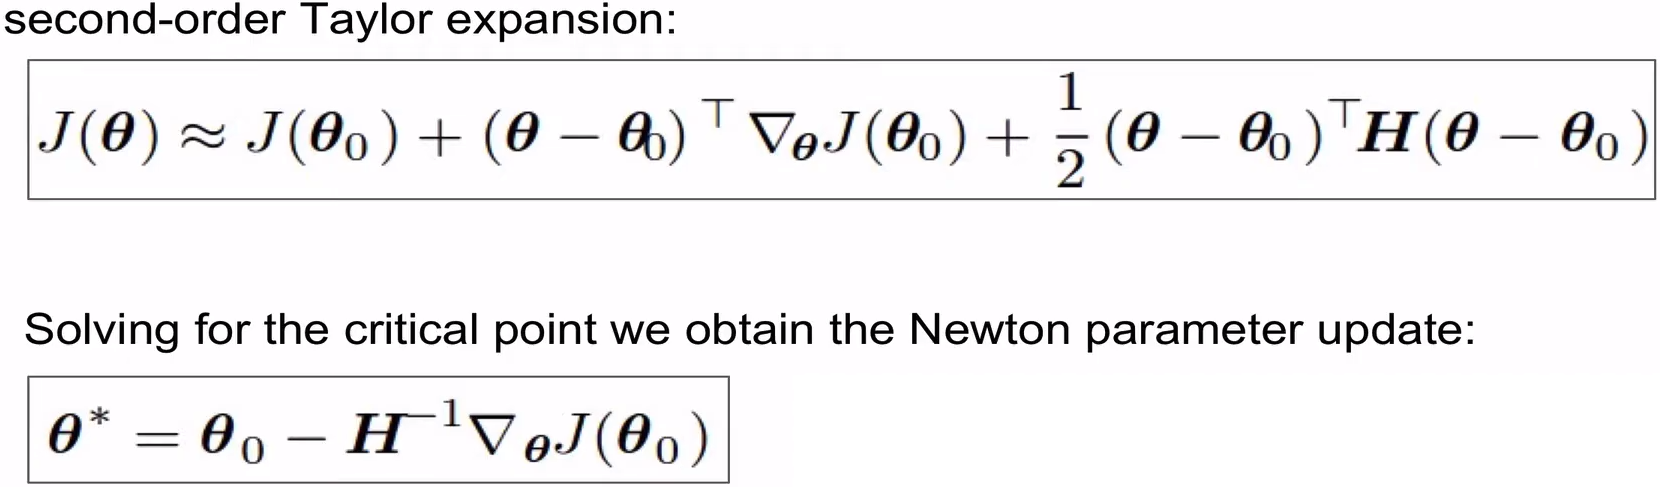 second-order Taylor expansion:
J(θ) ≈ J(θ₀) + (θ − θ₀)⊤ ∇θJ(θ₀) + 1/2 (θ − θ₀)⊤H(θ − θ₀)
Solving for the critical point we obtain the Newton parameter update:
θ* = θ₀ − H⁻¹∇θJ(θ₀)